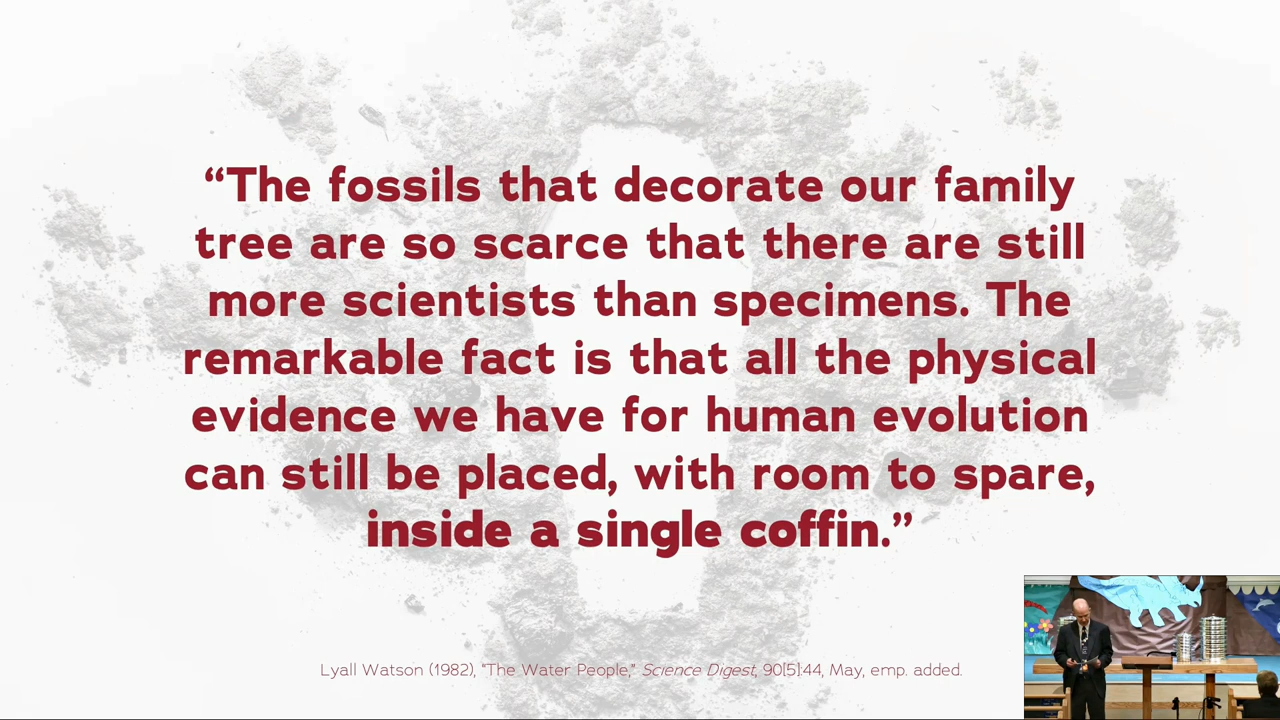 “The fossils that decorate our family
tree are so scarce that there are still
more scientists than specimens. The
remarkable fact is that all the physical
evidence we have for human evolution
can still be placed, with room to spare,
inside a single coffin.”
Lyall Watson (1982), “The Water People,” Science Digest, 90[5]:44, May, emp. added.